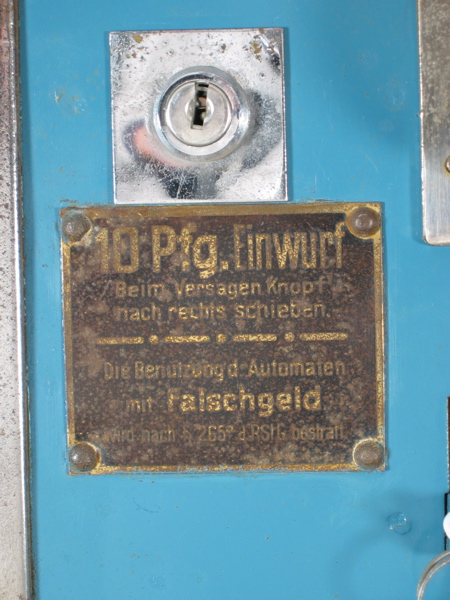 10 Pfg. Einwurf
Beim Versagen Knopf
nach rechts schieben.
Die Benutzung d. Automaten
mit Falschgeld
wird nach § 265a d. RStG bestraft